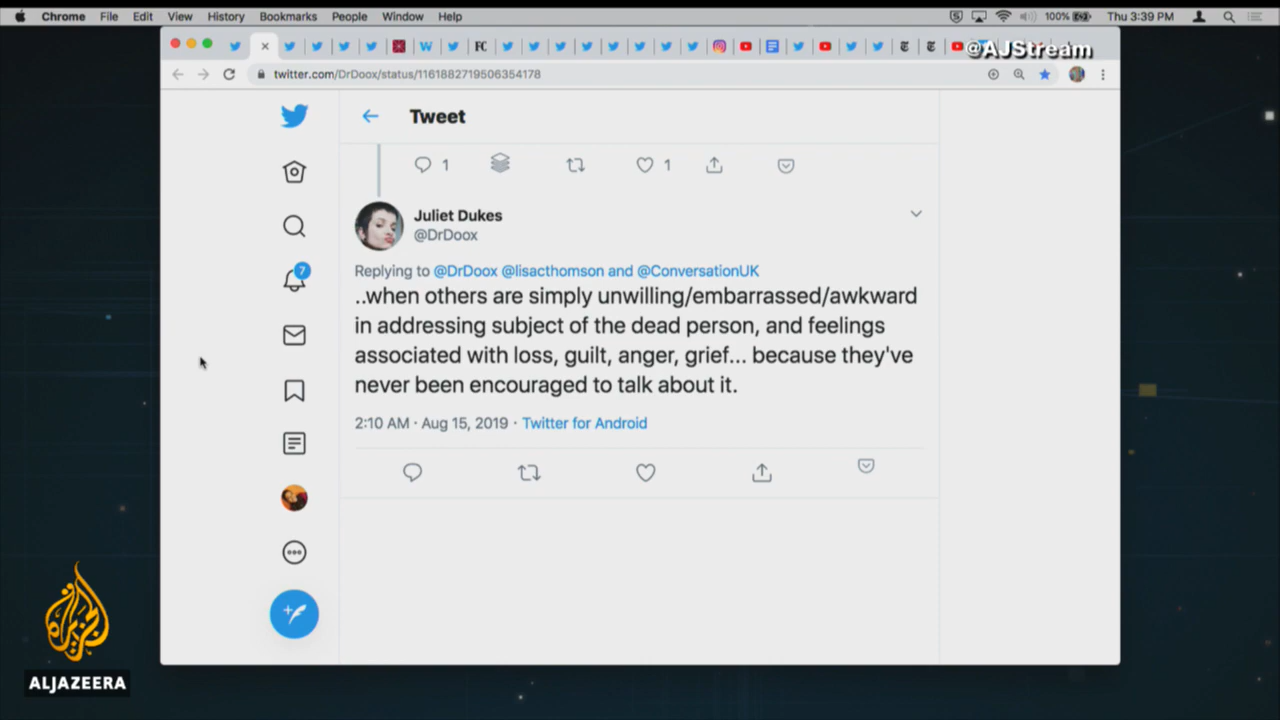 Chrome File Edit View History Bookmarks People Window Help
100% Thu 3:39 PM
@AJStream
W FC
twitter.com/DrDoox/status/1161882719506354178
Tweet
1 1
Juliet Dukes
@DrDoox
7
Replying to @DrDoox @lisacthomson and @ConversationUK
..when others are simply unwilling/embarrassed/awkward
in addressing subject of the dead person, and feelings
associated with loss, guilt, anger, grief... because they've
never been encouraged to talk about it.
2:10 AM · Aug 15, 2019 · Twitter for Android
الجزيرة
ALJAZEERA